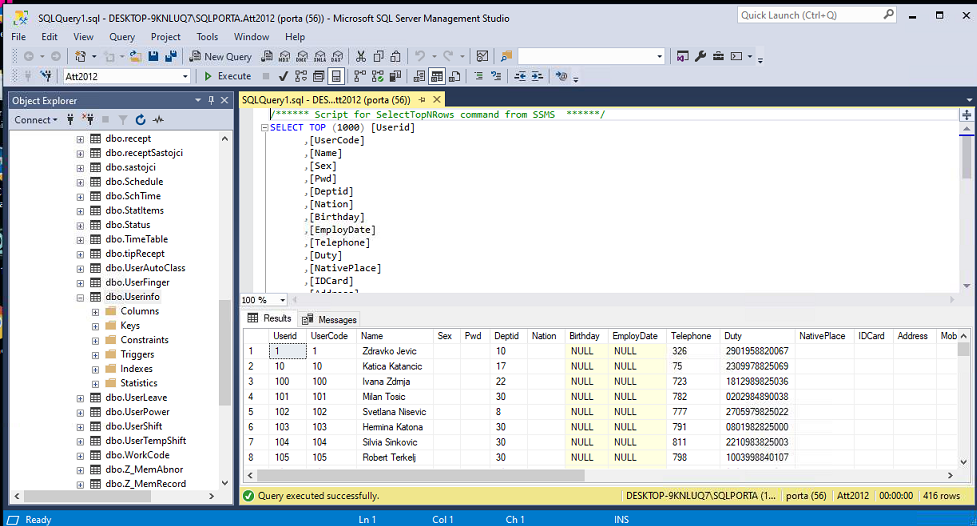 SQLQuery1.sql - DESKTOP-9KNLUQ7\SQLPORTA.Att2012 (porta (56)) - Microsoft SQL Server Management Studio
Quick Launch (Ctrl+Q)
File Edit View Query Project Tools Window Help
New Query
Att2012 Execute
Object Explorer
Connect
dbo.recept
dbo.receptSastojci
dbo.sastojci
dbo.Schedule
dbo.SchTime
dbo.StatItems
dbo.Status
dbo.TimeTable
dbo.tipRecept
dbo.UserAutoClass
dbo.UserFinger
dbo.Userinfo
Columns
Keys
Constraints
Triggers
Indexes
Statistics
dbo.UserLeave
dbo.UserPower
dbo.UserShift
dbo.UserTempShift
dbo.WorkCode
dbo.Z_MemAbnor
dbo.Z_MemRecord
SQLQuery1.sql - DES...tt2012 (porta (56))
/****** Script for SelectTopNRows command from SSMS ******/
SELECT TOP (1000) [Userid]
,[UserCode]
,[Name]
,[Sex]
,[Pwd]
,[Deptid]
,[Nation]
,[Birthday]
,[EmployDate]
,[Telephone]
,[Duty]
,[NativePlace]
,[IDCard]
,[Address]
100 %
Results Messages
Userid UserCode Name Sex Pwd Deptid Nation Birthday EmployDate Telephone Duty NativePlace IDCard Address Mob
1 1 1 Zdravko Jevic 10 NULL NULL 326 2901958820067
2 10 10 Katica Katancic 17 NULL NULL 75 2309978825069
3 100 100 Ivana Zdmja 22 NULL NULL 723 1812989825036
4 101 101 Milan Tosic 30 NULL NULL 782 0202984890038
5 102 102 Svetlana Nisevic 8 NULL NULL 777 2705979825022
6 103 103 Hermina Katona 30 NULL NULL 791 0801982825000
7 104 104 Silvia Sinkovic 30 NULL NULL 811 2210983825003
8 105 105 Robert Terkelj 30 NULL NULL 798 1003998840107
Query executed successfully. DESKTOP-9KNLUQ7\SQLPORTA (1... porta (56) Att2012 00:00:00 416 rows
Ready Ln 1 Col 1 Ch 1 INS